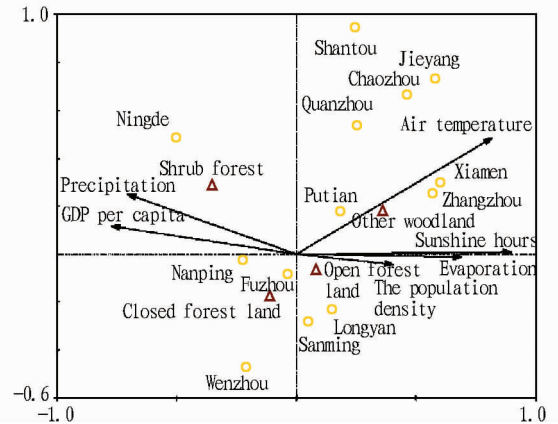 1.0
Shantou
Jieyang
Chaozhou
Quanzhou
Ningde
Air temperature
Shrub forest
Xiamen
Precipitation
Putian
Zhangzhou
GDP per capita
Other woodland
Sunshine hours
Nanping
Open forest
land
Evaporation
Fuzhou
The population
density
Closed forest land
Longyan
Sanming
Wenzhou
-0.6
-1.0
1.0